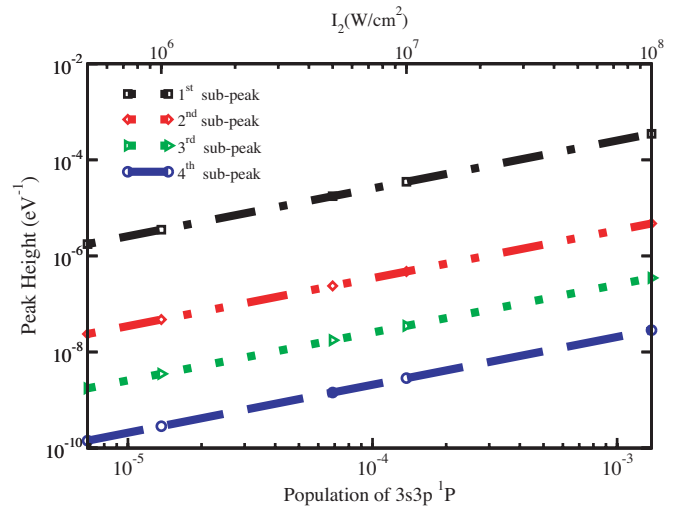 I₂(W/cm²)
10⁶ 10⁷ 10⁸
10⁻²
1ˢᵗ sub-peak
2ⁿᵈ sub-peak
3ʳᵈ sub-peak
4ᵗʰ sub-peak
10⁻⁴
10⁻⁶
10⁻⁸
10⁻¹⁰
Peak Height (eV⁻¹)
10⁻⁵ 10⁻⁴ 10⁻³
Population of 3s3p ¹P